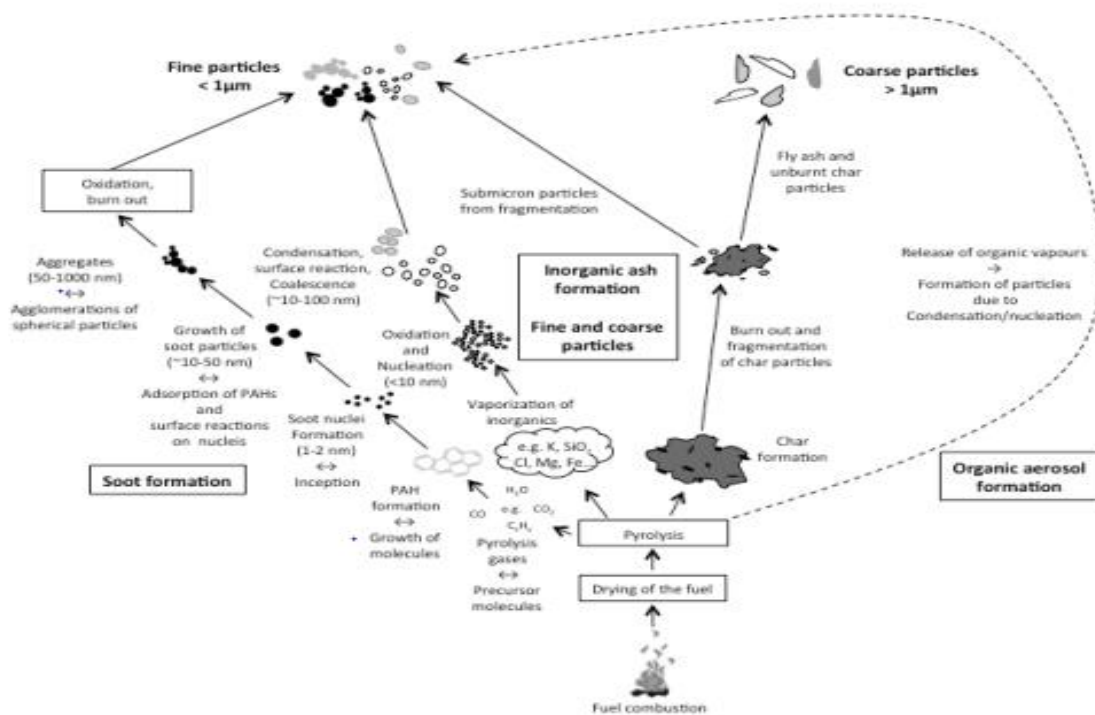 Fine particles
< 1μm
Coarse particles
> 1μm
Oxidation,
burn out
Submicron particles
from fragmentation
Fly ash and
unburnt char
particles
Aggregates
(50-1000 nm)
↔
Agglomerations of
spherical particles
Condensation,
surface reaction,
Coalescence
(~10-100 nm)
Inorganic ash
formation
Fine and coarse
particles
Release of organic vapours
→
Formation of particles
due to
Condensation/nucleation
Growth of
soot particles
(~10-50 nm)
↔
Adsorption of PAHs
and
surface reactions
on nucleis
Oxidation
and
Nucleation
(<10 nm)
Burn out and
fragmentation
of char particles
Soot nuclei
Formation
(1-2 nm)
↔
Inception
Vaporization of
inorganics
e.g. K, SiO,
Cl, Mg, Fe..
Char
formation
Soot formation
Organic aerosol
formation
PAH
formation
↔
Growth of
molecules
H₂O
CO e.g. CO₂
Pyrolysis
gases
↔
Precursor
molecules
Pyrolysis
Drying of the fuel
Fuel combustion